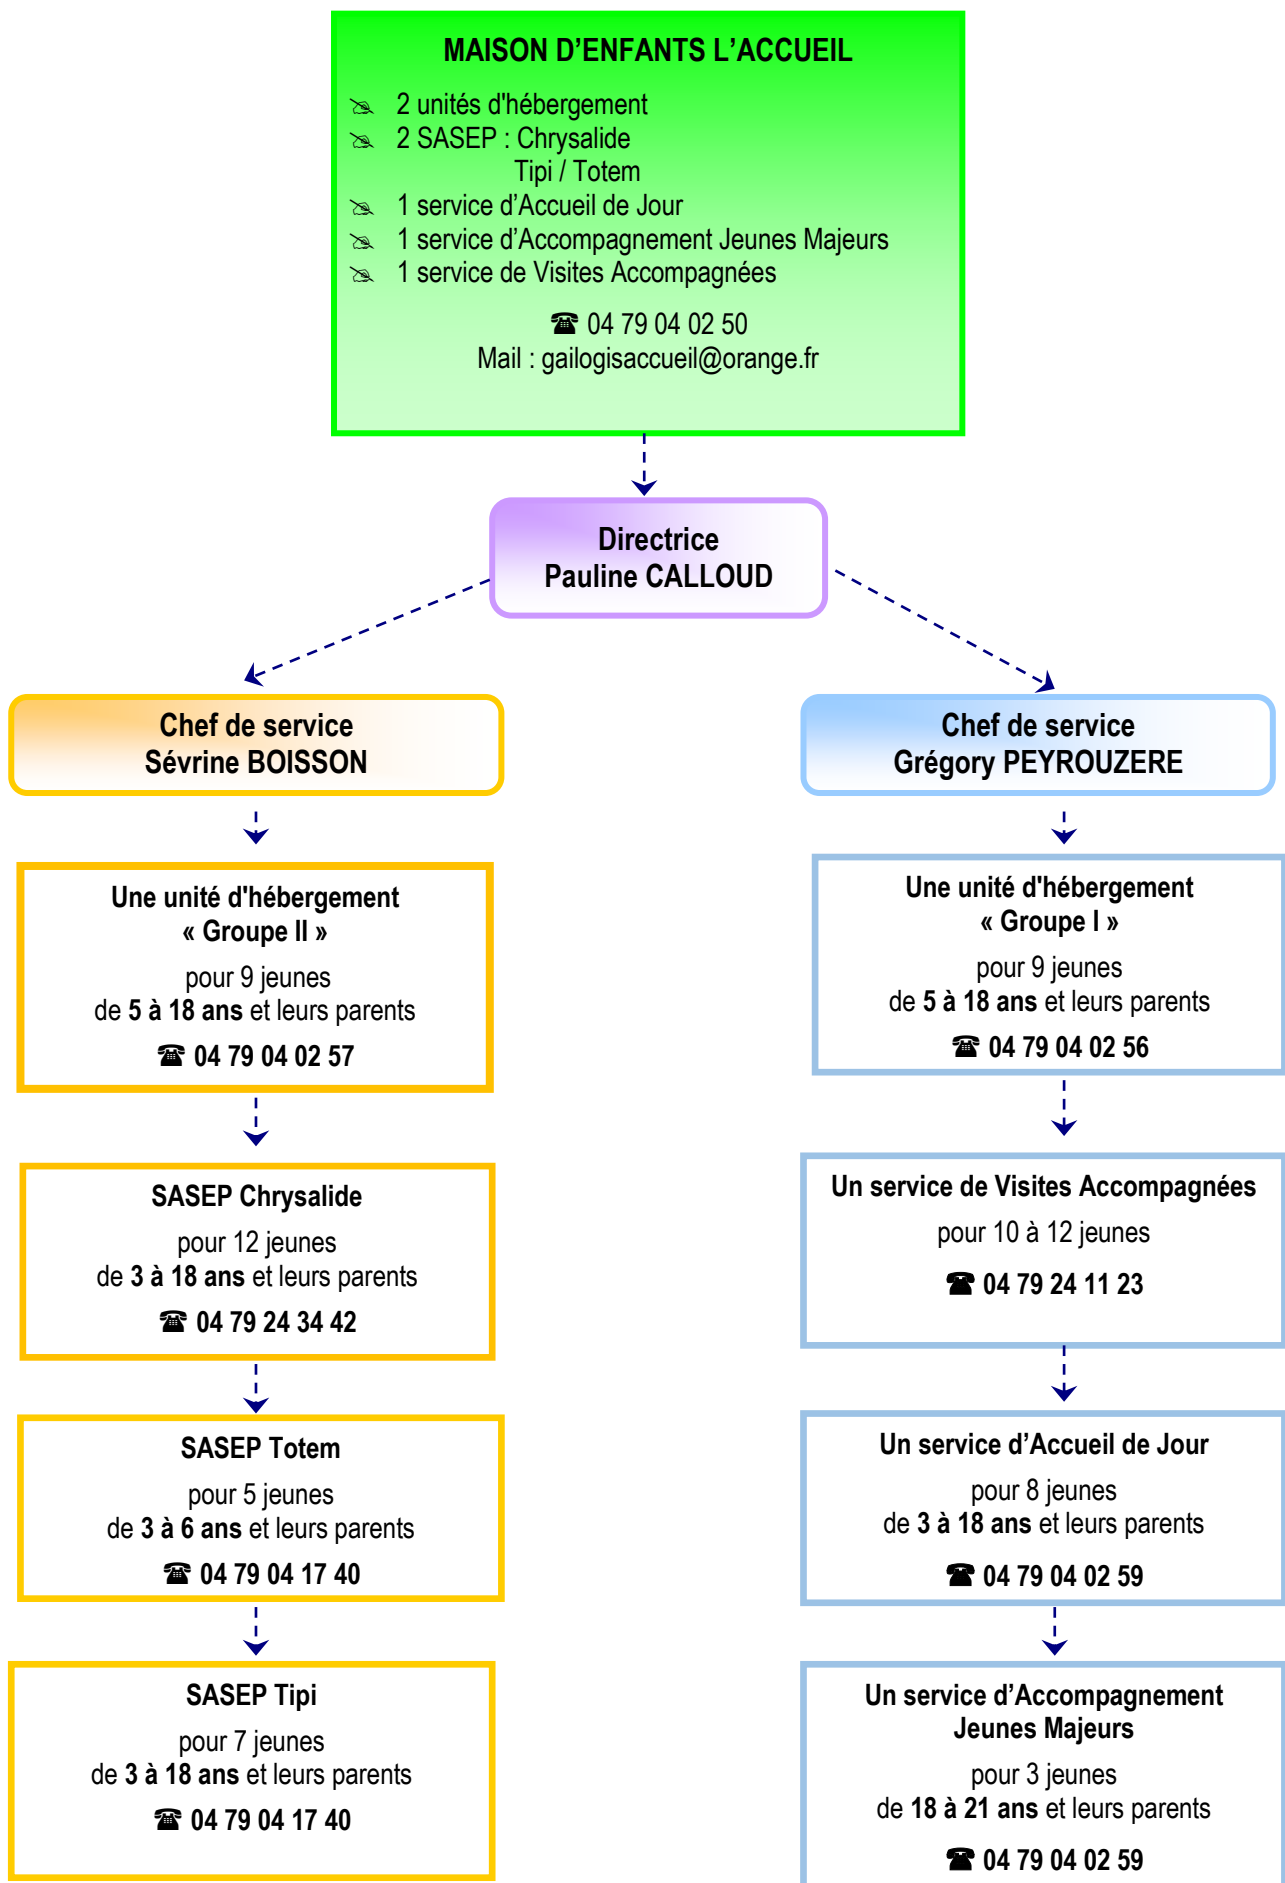 MAISON D’ENFANTS L’ACCUEIL
2 unités d'hébergement
2 SASEP : Chrysalide
Tipi / Totem
1 service d’Accueil de Jour
1 service d’Accompagnement Jeunes Majeurs
1 service de Visites Accompagnées
☎ 04 79 04 02 50
Mail : gailogisaccueil@orange.fr
Directrice
Pauline CALLOUD
Chef de service
Sévrine BOISSON
Une unité d'hébergement
« Groupe II »
pour 9 jeunes
de 5 à 18 ans et leurs parents
☎ 04 79 04 02 57
SASEP Chrysalide
pour 12 jeunes
de 3 à 18 ans et leurs parents
☎ 04 79 24 34 42
SASEP Totem
pour 5 jeunes
de 3 à 6 ans et leurs parents
☎ 04 79 04 17 40
SASEP Tipi
pour 7 jeunes
de 3 à 18 ans et leurs parents
☎ 04 79 04 17 40
Chef de service
Grégory PEYROUZERE
Une unité d'hébergement
« Groupe I »
pour 9 jeunes
de 5 à 18 ans et leurs parents
☎ 04 79 04 02 56
Un service de Visites Accompagnées
pour 10 à 12 jeunes
☎ 04 79 24 11 23
Un service d’Accueil de Jour
pour 8 jeunes
de 3 à 18 ans et leurs parents
☎ 04 79 04 02 59
Un service d’Accompagnement
Jeunes Majeurs
pour 3 jeunes
de 18 à 21 ans et leurs parents
☎ 04 79 04 02 59